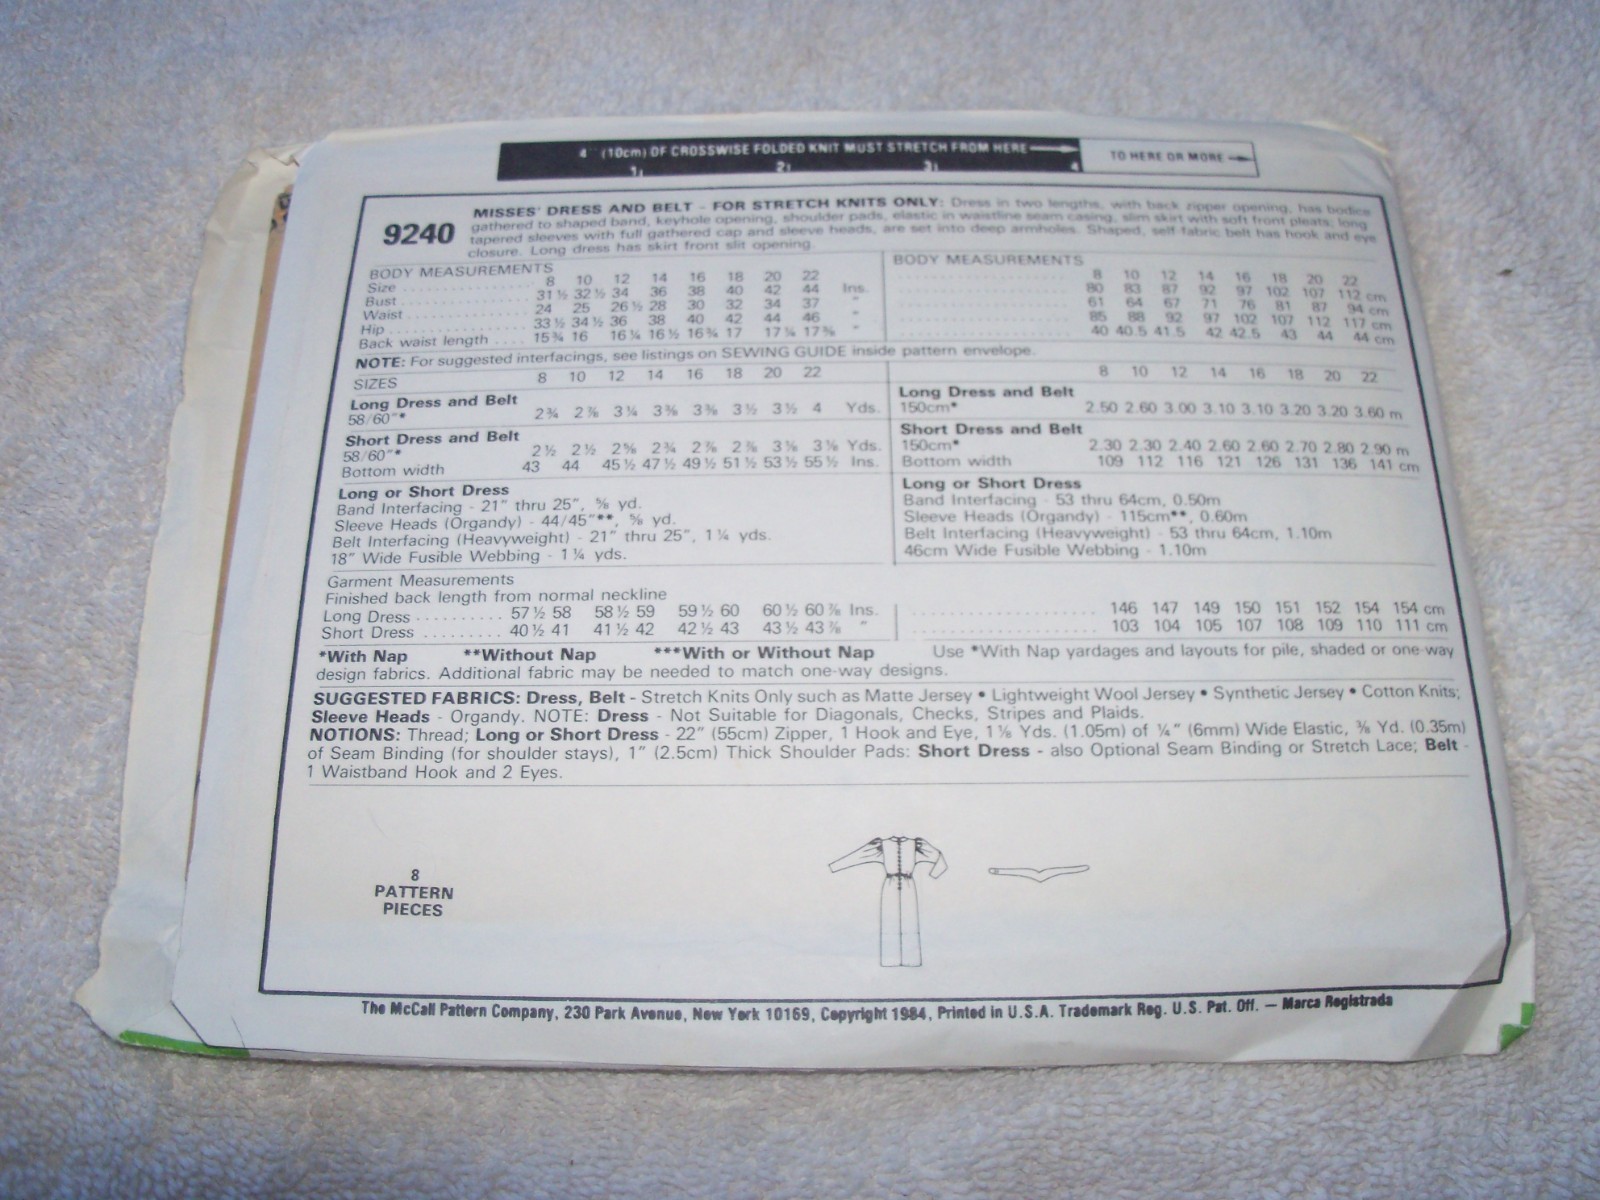 4" (10cm) OF CROSSWISE FOLDED KNIT MUST STRETCH FROM HERE TO HERE OR MORE
1 2 3 4
9240
MISSES' DRESS AND BELT - FOR STRETCH KNITS ONLY: Dress in two lengths, with back zipper opening, has bodice
gathered to shaped band, keyhole opening, shoulder pads, elastic in waistline seam casing, slim skirt with soft front pleats; long
tapered sleeves with full gathered cap and sleeve heads, are set into deep armholes. Shaped, self fabric belt has hook and eye
closure. Long dress has skirt front slit opening.
BODY MEASUREMENTS
Size 8 10 12 14 16 18 20 22
Bust 31½ 32½ 34 36 38 40 42 44 Ins.
Waist 24 25 26½ 28 30 32 34 37 "
Hip 33½ 34½ 36 38 40 42 44 46 "
Back waist length 15¾ 16 16¼ 16½ 16¾ 17 17¼ 17⅜ "
BODY MEASUREMENTS
8 10 12 14 16 18 20 22
80 83 87 92 97 102 107 112 cm
61 64 67 71 76 81 87 94 cm
85 88 92 97 102 107 112 117 cm
40 40.5 41.5 42 42.5 43 44 44 cm
NOTE: For suggested interfacings, see listings on SEWING GUIDE inside pattern envelope.
SIZES 8 10 12 14 16 18 20 22
Long Dress and Belt
58/60"* 2¾ 2⅞ 3¼ 3⅜ 3⅜ 3½ 3½ 4 Yds.
Short Dress and Belt
58/60"* 2½ 2½ 2⅝ 2¾ 2⅞ 2⅞ 3⅛ 3⅛ Yds.
Bottom width 43 44 45½ 47½ 49½ 51½ 53½ 55½ Ins.
8 10 12 14 16 18 20 22
Long Dress and Belt
150cm* 2.50 2.60 3.00 3.10 3.10 3.20 3.20 3.60 m
Short Dress and Belt
150cm* 2.30 2.30 2.40 2.60 2.60 2.70 2.80 2.90 m
Bottom width 109 112 116 121 126 131 136 141 cm
Long or Short Dress
Band Interfacing - 21" thru 25", ⅝ yd.
Sleeve Heads (Organdy) - 44/45"**, ⅝ yd.
Belt Interfacing (Heavyweight) - 21" thru 25", 1¼ yds.
18" Wide Fusible Webbing - 1¼ yds.
Long or Short Dress
Band Interfacing - 53 thru 64cm, 0.50m
Sleeve Heads (Organdy) - 115cm**, 0.60m
Belt Interfacing (Heavyweight) - 53 thru 64cm, 1.10m
46cm Wide Fusible Webbing - 1.10m
Garment Measurements
Finished back length from normal neckline
Long Dress 57½ 58 58½ 59 59½ 60 60½ 60⅞ Ins. 146 147 149 150 151 152 154 154 cm
Short Dress 40½ 41 41½ 42 42½ 43 43½ 43⅞ " 103 104 105 107 108 109 110 111 cm
*With Nap **Without Nap ***With or Without Nap Use *With Nap yardages and layouts for pile, shaded or one-way
design fabrics. Additional fabric may be needed to match one-way designs.
SUGGESTED FABRICS: Dress, Belt - Stretch Knits Only such as Matte Jersey • Lightweight Wool Jersey • Synthetic Jersey • Cotton Knits;
Sleeve Heads - Organdy. NOTE: Dress - Not Suitable for Diagonals, Checks, Stripes and Plaids.
NOTIONS: Thread; Long or Short Dress - 22" (55cm) Zipper, 1 Hook and Eye, 1⅛ Yds. (1.05m) of ¼" (6mm) Wide Elastic, ⅜ Yd. (0.35m)
of Seam Binding (for shoulder stays), 1" (2.5cm) Thick Shoulder Pads: Short Dress - also Optional Seam Binding or Stretch Lace; Belt -
1 Waistband Hook and 2 Eyes.
8
PATTERN
PIECES
The McCall Pattern Company, 230 Park Avenue, New York 10169, Copyright 1984, Printed in U.S.A. Trademark Reg. U.S. Pat. Off. — Marca Registrada